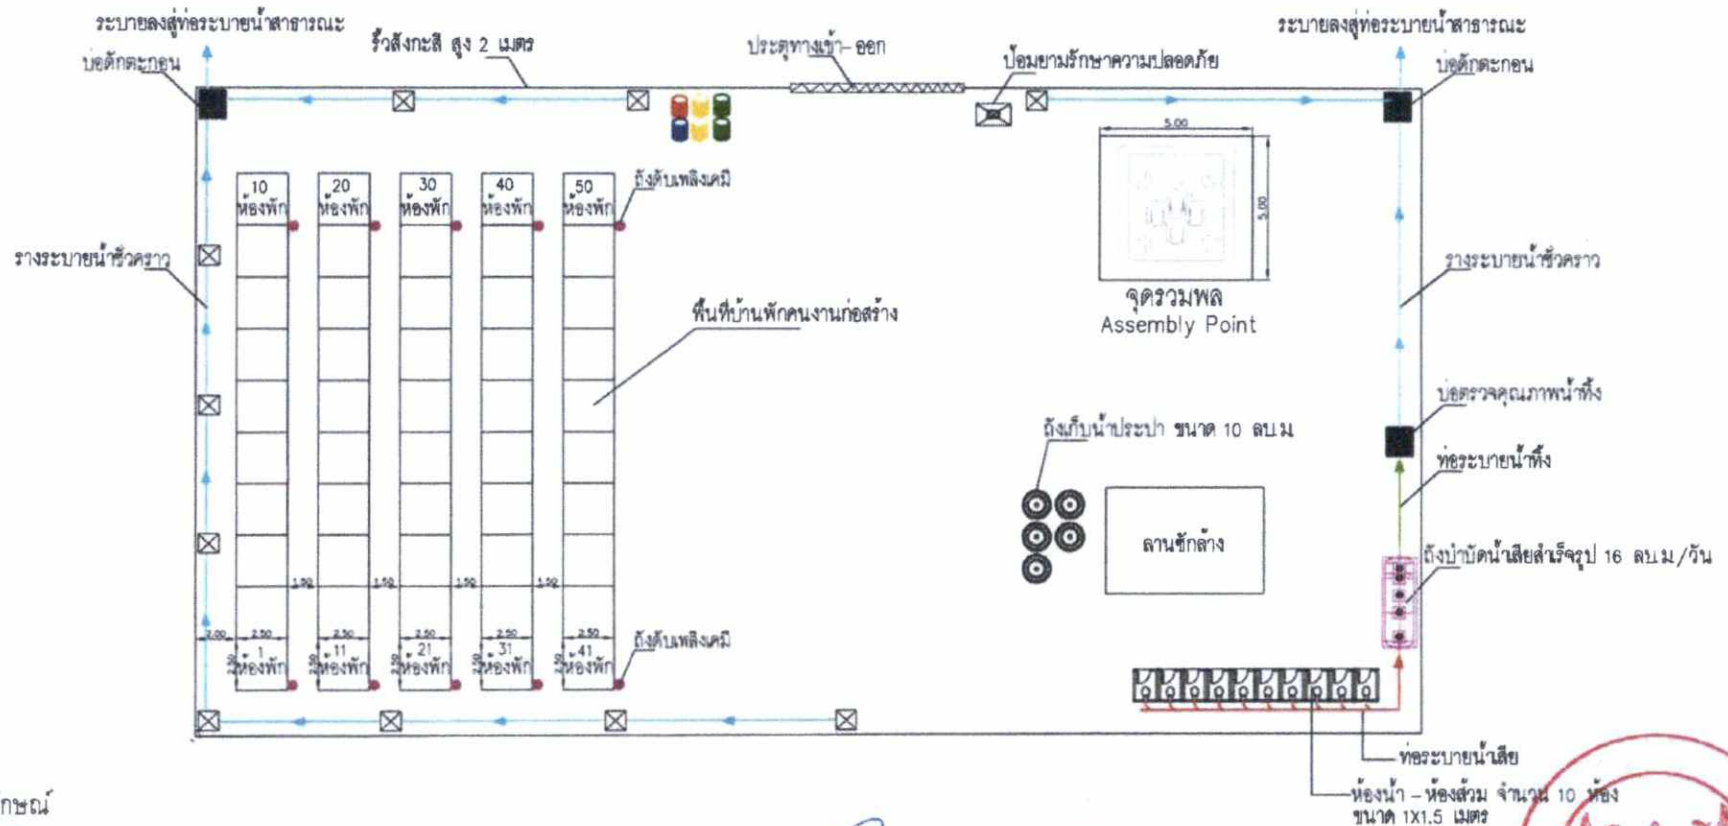 ระบายลงสู่ท่อระบายน้ำสาธารณะ
ระบายลงสู่ท่อระบายน้ำสาธารณะ
รั้วสังกะสี สูง 2 เมตร
ประตูทางเข้า-ออก
บ่อดักตะกอน
ป้อมยามรักษาความปลอดภัย
บ่อดักตะกอน
5.00
5.00
10 20 30 40 50
ห้องพัก ห้องพัก ห้องพัก ห้องพัก ห้องพัก
ถังดับเพลิงเคมี
รางระบายน้ำชั่วคราว
รางระบายน้ำชั่วคราว
จุดรวมพล
Assembly Point
พื้นที่บ้านพักคนงานก่อสร้าง
บ่อตรวจคุณภาพน้ำทิ้ง
ถังเก็บน้ำประปา ขนาด 10 ลบ.ม
ท่อระบายน้ำทิ้ง
ลานซักล้าง
ถังบำบัดน้ำเสียสำเร็จรูป 16 ลบ.ม/วัน
1.50 1.50 1.50 1.50
2.00 2.50 2.50 2.50 2.50 2.50
ถังดับเพลิงเคมี
2.50 2.50 2.50 2.50 2.50
1 11 21 31 41
ห้องพัก ห้องพัก ห้องพัก ห้องพัก ห้องพัก
ท่อระบายน้ำเสีย
ห้องน้ำ - ห้องส้วม จำนวน 10 ห้อง
ขนาด 1X1.5 เมตร